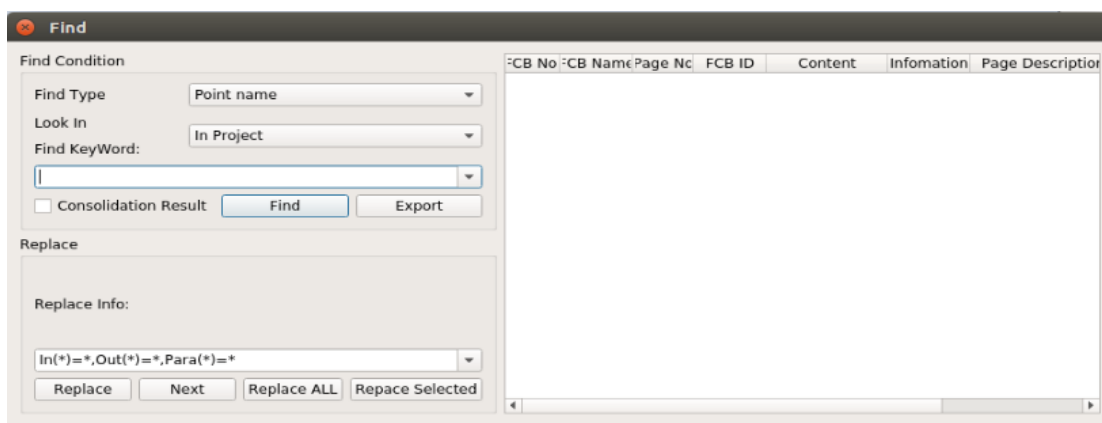 Find
Find Condition
Find Type Point name
Look In
In Project
Find KeyWord:
Consolidation Result Find Export
Replace
Replace Info:
In(*)=*,Out(*)=*,Para(*)=*
Replace Next Replace ALL Repace Selected
FCB No FCB Name Page No FCB ID Content Infomation Page Description